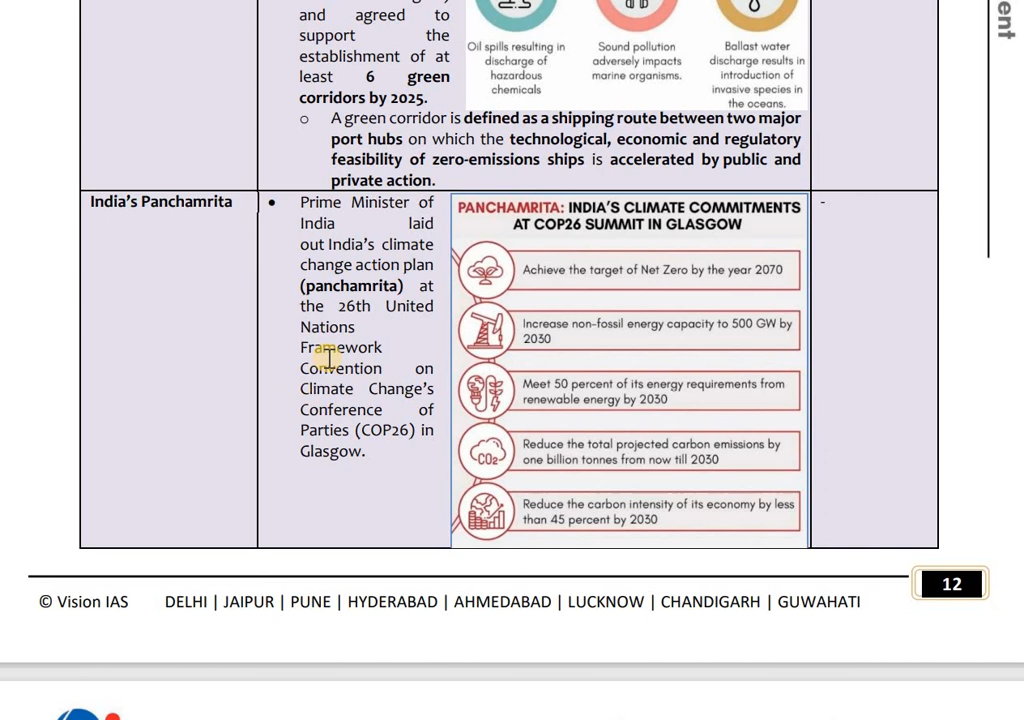 and agreed to
support the
establishment of at
least 6 green
corridors by 2025.
Oil spills resulting in
discharge of
hazardous
chemicals
Sound pollution
adversely impacts
marine organisms.
Ballast water
discharge results in
introduction of
invasive species in
the oceans.
o A green corridor is defined as a shipping route between two major
port hubs on which the technological, economic and regulatory
feasibility of zero-emissions ships is accelerated by public and
private action.
India's Panchamrita
• Prime Minister of
India laid
out India's climate
change action plan
(panchamrita) at
the 26th United
Nations
Framework
Convention on
Climate Change's
Conference of
Parties (COP26) in
Glasgow.
PANCHAMRITA: INDIA'S CLIMATE COMMITMENTS
AT COP26 SUMMIT IN GLASGOW
Achieve the target of Net Zero by the year 2070
Increase non-fossil energy capacity to 500 GW by
2030
Meet 50 percent of its energy requirements from
renewable energy by 2030
CO2
Reduce the total projected carbon emissions by
one billion tonnes from now till 2030
Reduce the carbon intensity of its economy by less
than 45 percent by 2030
-
ent
12
© Vision IAS DELHI | JAIPUR | PUNE | HYDERABAD | AHMEDABAD | LUCKNOW | CHANDIGARH | GUWAHATI